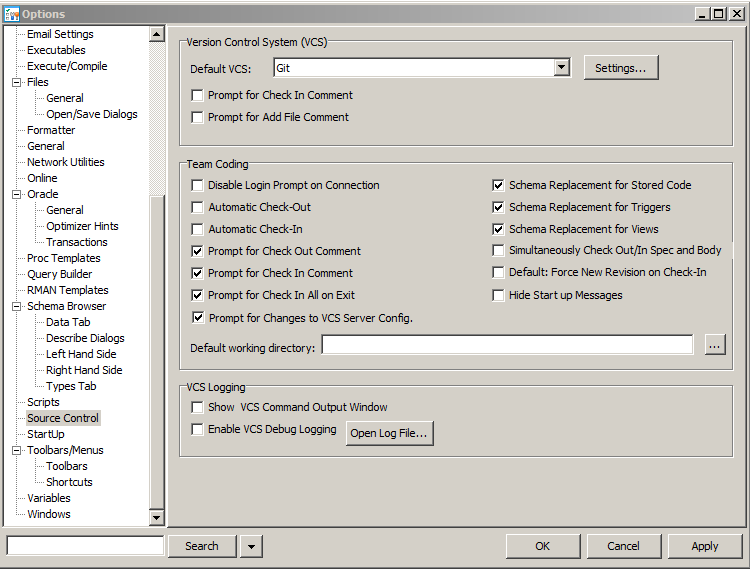 Options
Email Settings
Executables
Execute/Compile
Files
General
Open/Save Dialogs
Formatter
General
Network Utilities
Online
Oracle
General
Optimizer Hints
Transactions
Proc Templates
Query Builder
RMAN Templates
Schema Browser
Data Tab
Describe Dialogs
Left Hand Side
Right Hand Side
Types Tab
Scripts
Source Control
StartUp
Toolbars/Menus
Toolbars
Shortcuts
Variables
Windows
Version Control System (VCS)
Default VCS: Git Settings...
Prompt for Check In Comment
Prompt for Add File Comment
Team Coding
Disable Login Prompt on Connection
Automatic Check-Out
Automatic Check-In
Prompt for Check Out Comment
Prompt for Check In Comment
Prompt for Check In All on Exit
Prompt for Changes to VCS Server Config.
Schema Replacement for Stored Code
Schema Replacement for Triggers
Schema Replacement for Views
Simultaneously Check Out/In Spec and Body
Default: Force New Revision on Check-In
Hide Start up Messages
Default working directory: ...
VCS Logging
Show VCS Command Output Window
Enable VCS Debug Logging Open Log File...
Search OK Cancel Apply